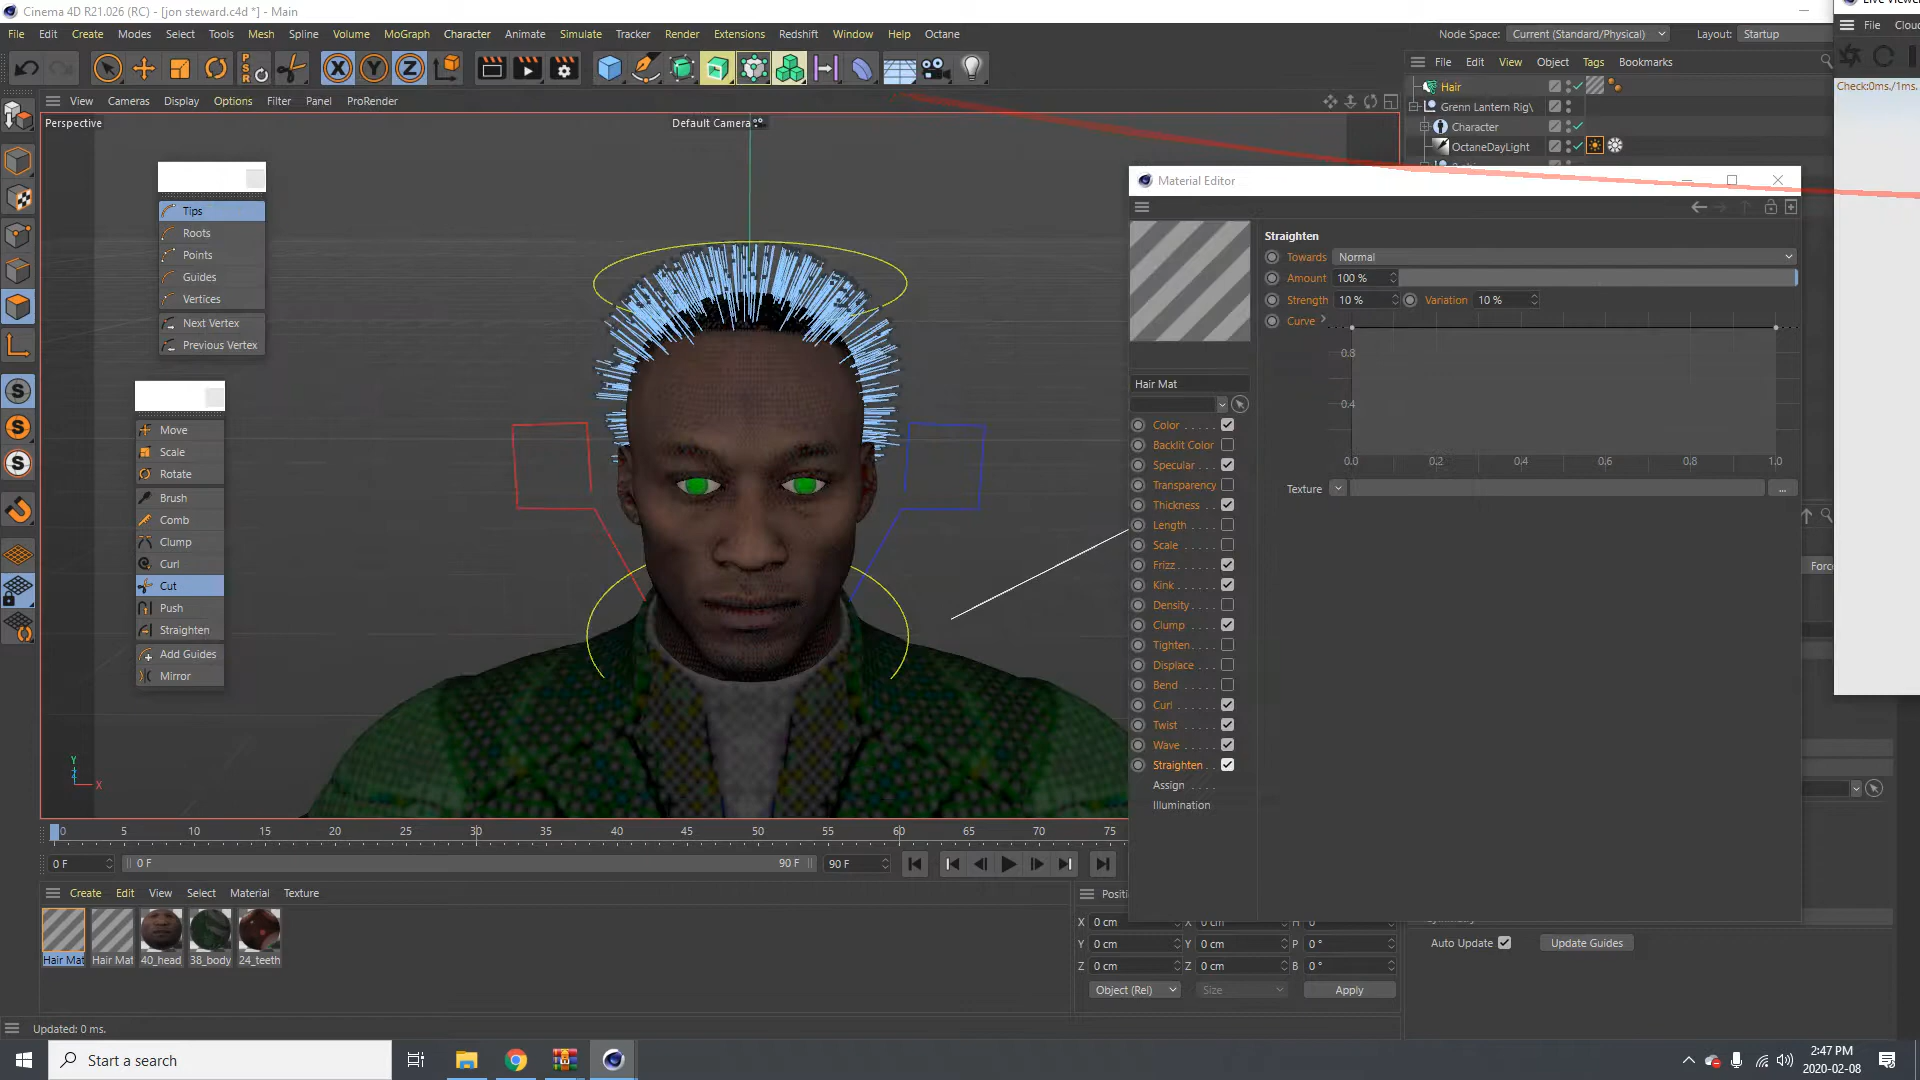 Cinema 4D R21.026 (RC) - [jon steward.c4d *] - Main
File Edit Create Modes Select Tools Mesh Spline Volume MoGraph Character Animate Simulate Tracker Render Extensions Redshift Window Help Octane
Node Space: Current (Standard/Physical) Layout: Startup
Live Viewer
File Cloud
Check:0ms./1ms.
View Cameras Display Options Filter Panel ProRender
Perspective
Default Camera
File Edit View Object Tags Bookmarks
Hair
Grenn Lantern Rig\
Character
OctaneDayLight
Tips
Roots
Points
Guides
Vertices
Next Vertex
Previous Vertex
Move
Scale
Rotate
Brush
Comb
Clump
Curl
Cut
Push
Straighten
Add Guides
Mirror
Material Editor
Hair Mat
Color
Backlit Color
Specular
Transparency
Thickness
Length
Scale
Frizz
Kink
Density
Clump
Tighten
Displace
Bend
Curl
Twist
Wave
Straighten
Assign
Illumination
Straighten
Towards Normal
Amount 100 %
Strength 10 % Variation 10 %
Curve
0.8
0.4
0.0 0.2 0.4 0.6 0.8 1.0
Texture ...
Force
Y
Z
X
0 5 10 15 20 25 30 35 40 45 50 55 60 65 70 75
0 F 0 F 90 F 90 F
Create Edit View Select Material Texture
Hair Mat Hair Mat 40_head 38_body 24_teeth
Positi
X 0 cm X 0 cm H 0 °
Y 0 cm Y 0 cm P 0 °
Z 0 cm Z 0 cm B 0 °
Object (Rel) Size Apply
Auto Update Update Guides
Updated: 0 ms.
Start a search
2:47 PM
2020-02-08